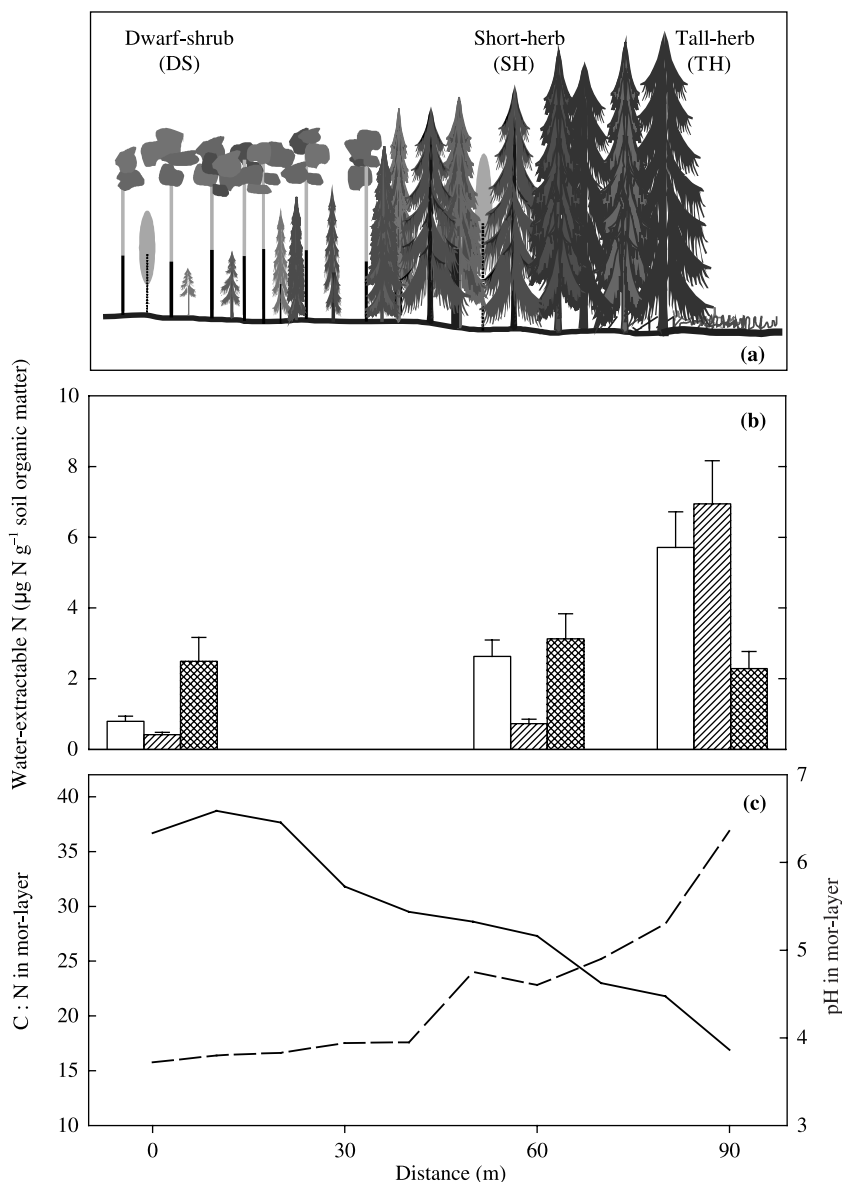 Dwarf-shrub
(DS)
Short-herb
(SH)
Tall-herb
(TH)
(a)
Water-extractable N (µg N g⁻¹ soil organic matter)
10
8
6
4
2
0
(b)
C : N in mor-layer
40
35
30
25
20
15
10
(c)
7
6
5
4
3
pH in mor-layer
0
30
60
90
Distance (m)